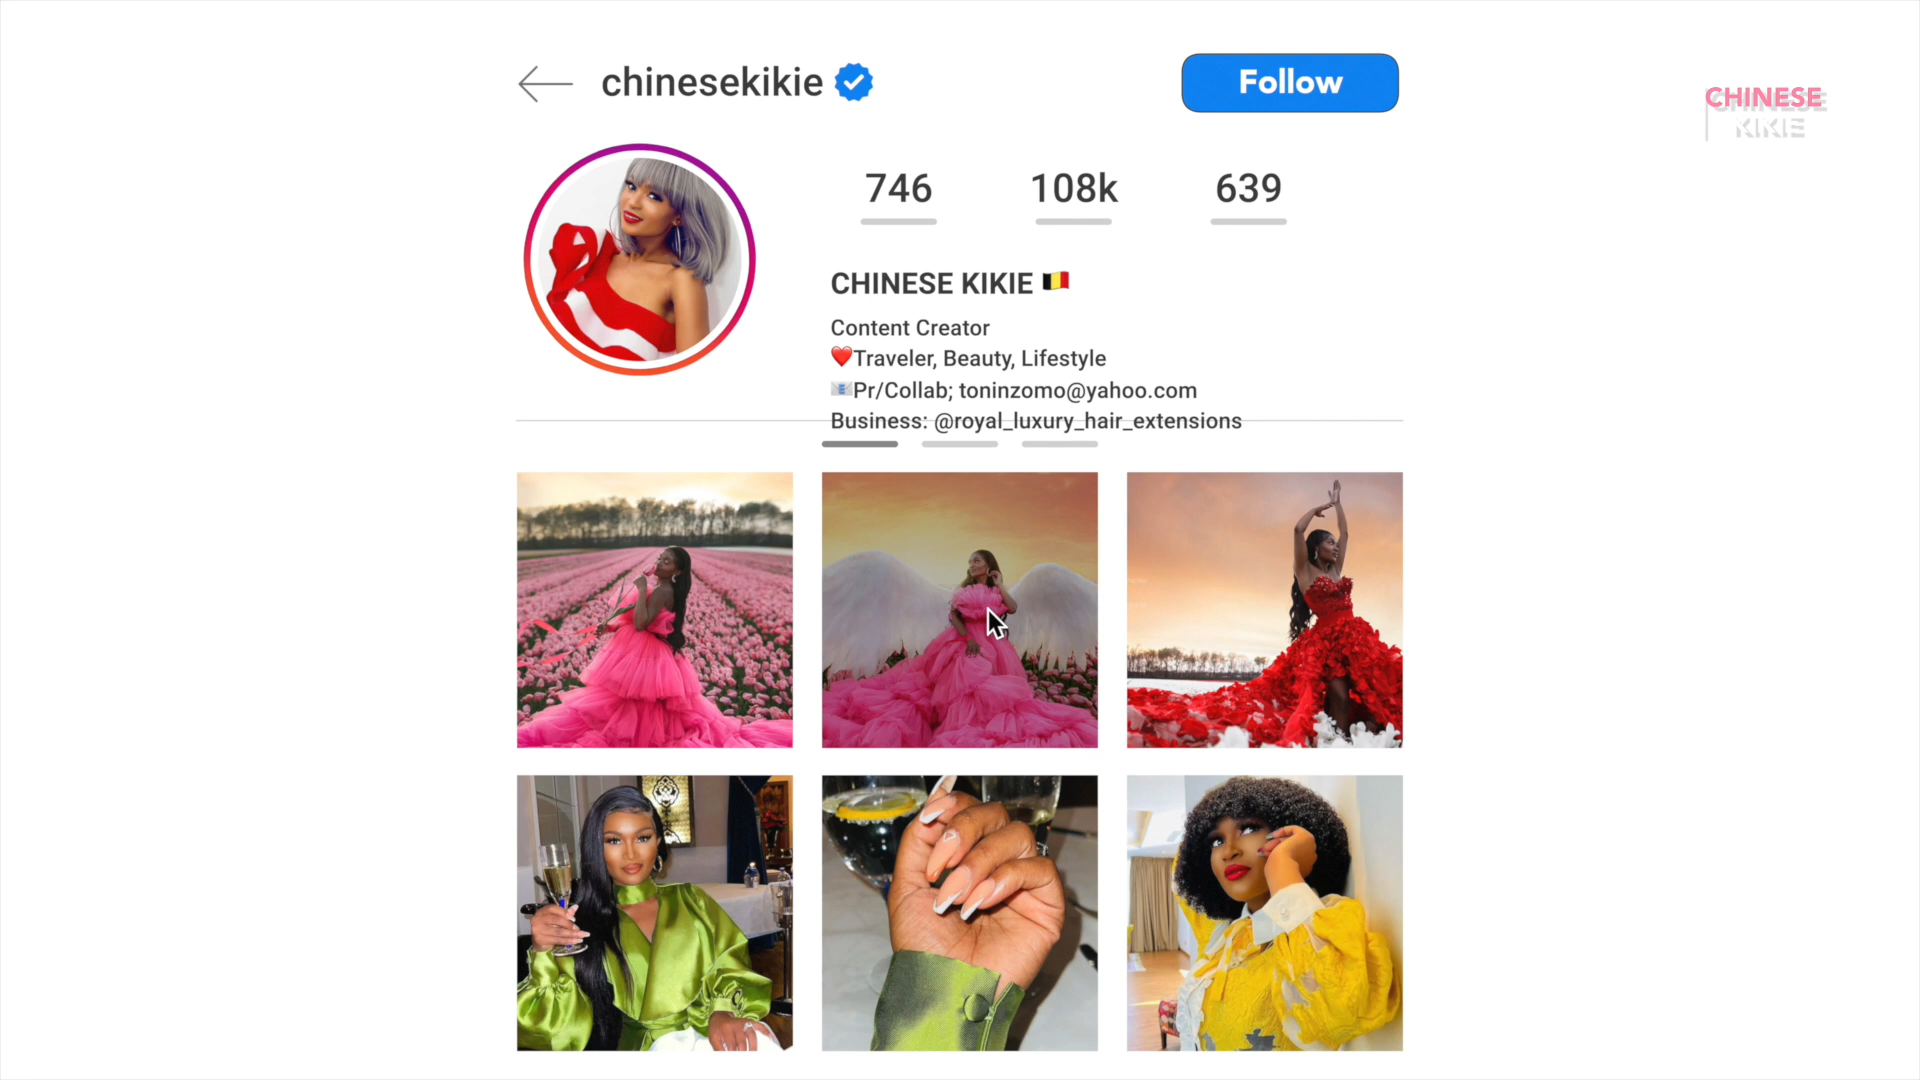 chinesekikie
Follow
CHINESE
KIKIE
746
108k
639
CHINESE KIKIE 🇧🇪
Content Creator
❤️Traveler, Beauty, Lifestyle
📧Pr/Collab; toninzomo@yahoo.com
Business: @royal_luxury_hair_extensions